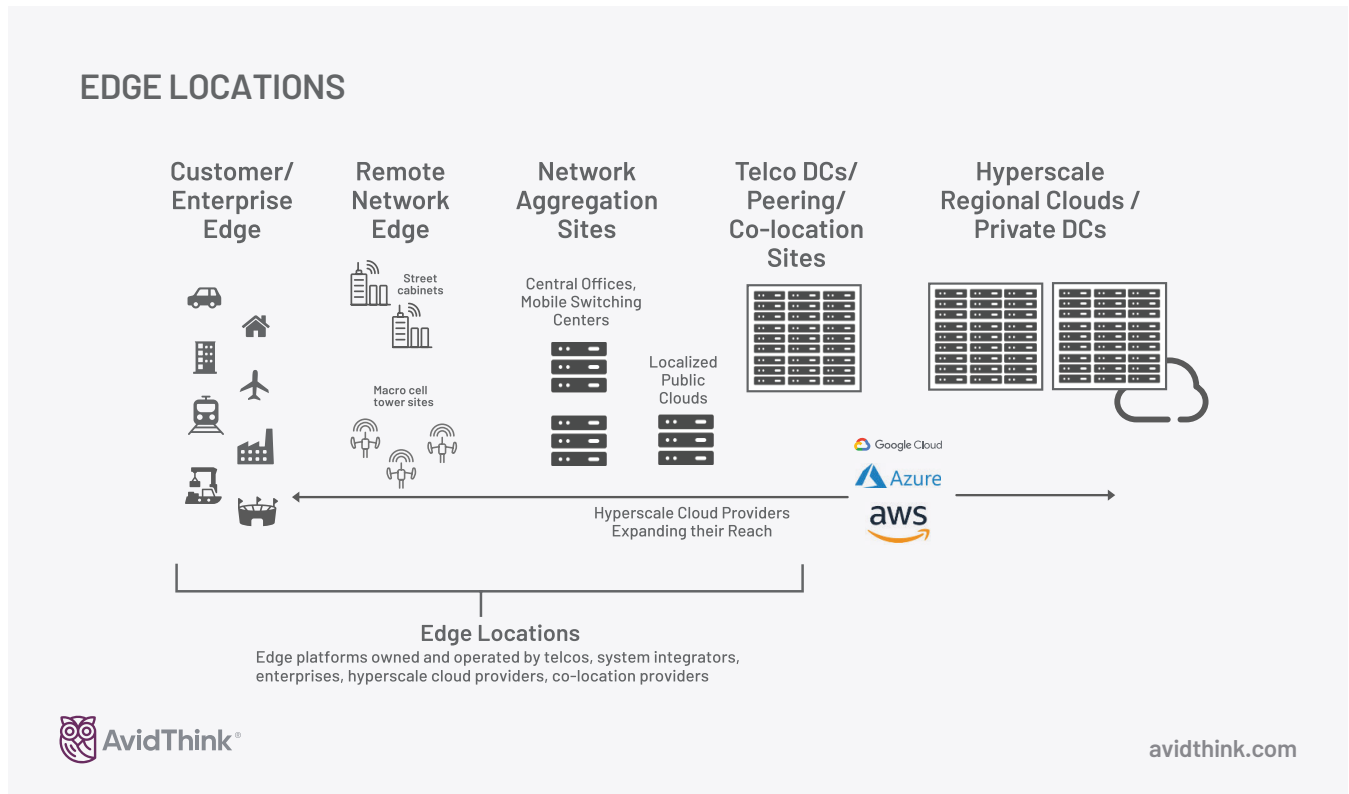 EDGE LOCATIONS
Customer/
Enterprise
Edge
Remote
Network
Edge
Network
Aggregation
Sites
Telco DCs/
Peering/
Co-location
Sites
Hyperscale
Regional Clouds /
Private DCs
Street
cabinets
Macro cell
tower sites
Central Offices,
Mobile Switching
Centers
Localized
Public
Clouds
Google Cloud
Azure
aws
Hyperscale Cloud Providers
Expanding their Reach
Edge Locations
Edge platforms owned and operated by telcos, system integrators,
enterprises, hyperscale cloud providers, co-location providers
AvidThink®
avidthink.com